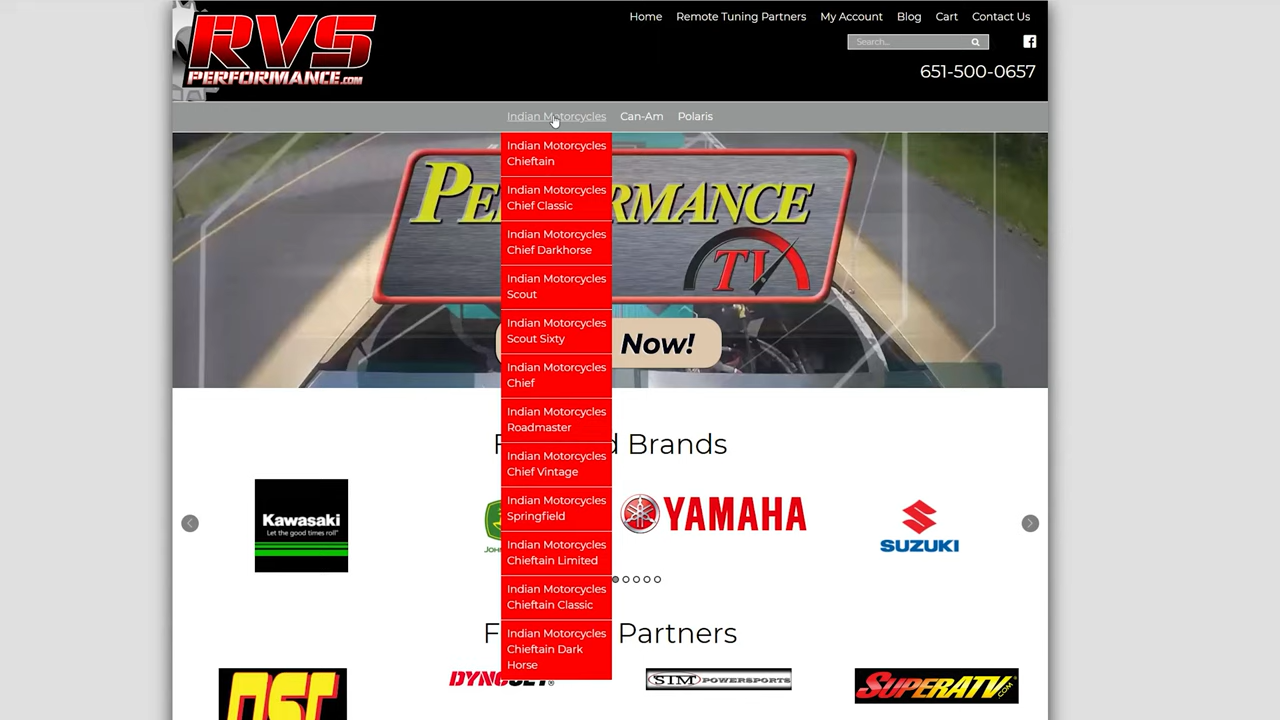 RVS
PERFORMANCE.COM
Home
Remote Tuning Partners
My Account
Blog
Cart
Contact Us
Search...
651-500-0657
Indian Motorcycles
Can-Am
Polaris
Indian Motorcycles
Chieftain
Indian Motorcycles
Chief Classic
Indian Motorcycles
Chief Darkhorse
Indian Motorcycles
Scout
Indian Motorcycles
Scout Sixty
Indian Motorcycles
Chief
Indian Motorcycles
Roadmaster
Indian Motorcycles
Chief Vintage
Indian Motorcycles
Springfield
Indian Motorcycles
Chieftain Limited
Indian Motorcycles
Chieftain Classic
Indian Motorcycles
Chieftain Dark
Horse
TV
Now!
Brands
Kawasaki
Let the good times roll
YAMAHA
SUZUKI
Partners
SIM POWERSPORTS
SUPERATV.COM